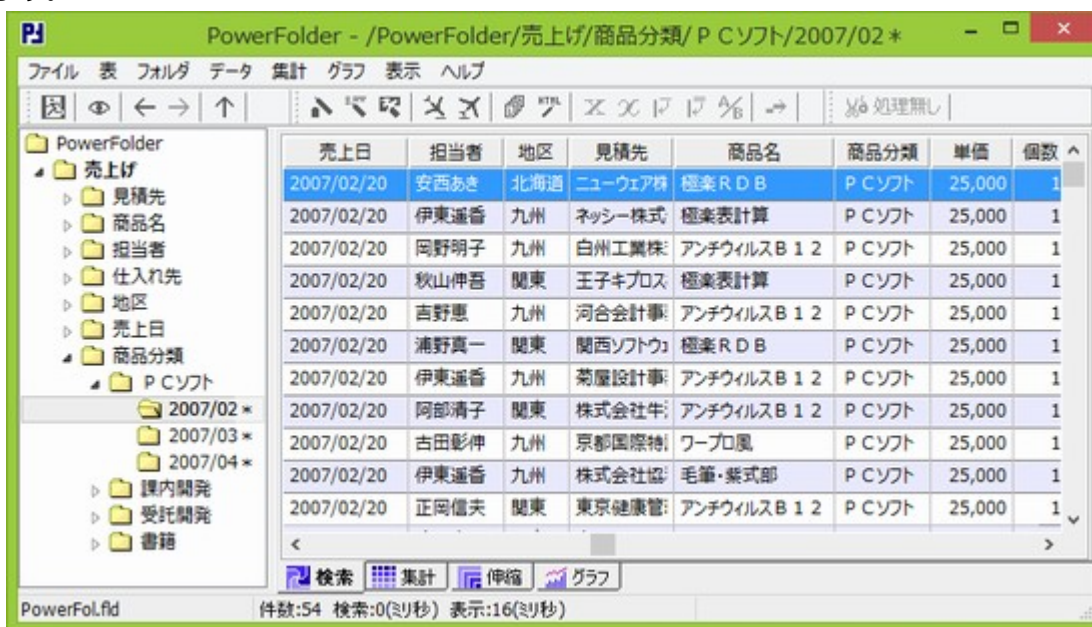 PowerFolder - /PowerFolder/売上げ/商品分類/ＰＣソフト/2007/02＊
ファイル 表 フォルダ データ 集計 グラフ 表示 ヘルプ
処理無し
PowerFolder
売上げ
見積先
商品名
担当者
仕入れ先
地区
売上日
商品分類
ＰＣソフト
2007/02＊
2007/03＊
2007/04＊
課内開発
受託開発
書籍
売上日 担当者 地区 見積先 商品名 商品分類 単価 個数
2007/02/20 安西あき 北海道 ニューウェア株 極楽ＲＤＢ ＰＣソフト 25,000 1
2007/02/20 伊東遥香 九州 ネッシー株式 極楽表計算 ＰＣソフト 25,000 1
2007/02/20 岡野明子 九州 白州工業株 アンチウィルスＢ１２ ＰＣソフト 25,000 1
2007/02/20 秋山伸吾 関東 王子キプロス 極楽表計算 ＰＣソフト 25,000 1
2007/02/20 吉野恵 九州 河合会計事 アンチウィルスＢ１２ ＰＣソフト 25,000 1
2007/02/20 浦野真一 関東 関西ソフトウェ 極楽ＲＤＢ ＰＣソフト 25,000 1
2007/02/20 伊東遥香 九州 菊屋設計事 アンチウィルスＢ１２ ＰＣソフト 25,000 1
2007/02/20 阿部清子 関東 株式会社牛 アンチウィルスＢ１２ ＰＣソフト 25,000 1
2007/02/20 古田彰伸 九州 京都国際特 ワープロ風 ＰＣソフト 25,000 1
2007/02/20 伊東遥香 九州 株式会社協 毛筆・紫式部 ＰＣソフト 25,000 1
2007/02/20 正岡信夫 関東 東京健康管 アンチウィルスＢ１２ ＰＣソフト 25,000 1
検索 集計 伸縮 グラフ
PowerFol.fld 件数:54 検索:0(ミリ秒) 表示:16(ミリ秒)